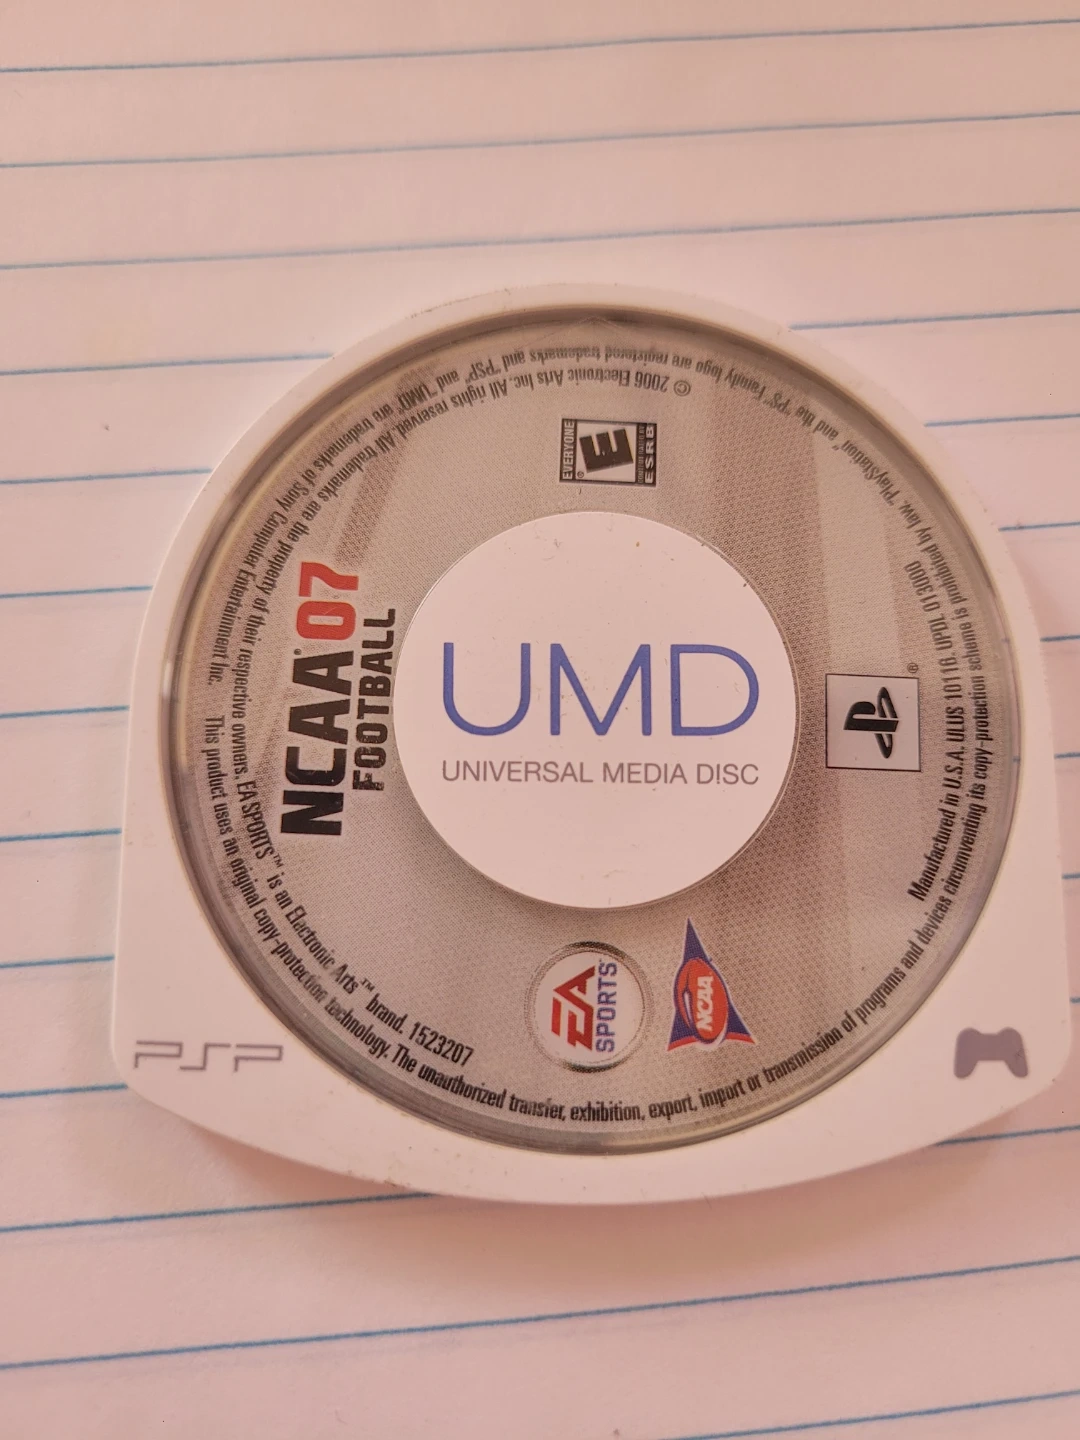 © 2006 Electronic Arts Inc. All rights reserved. All trademarks are the property of their respective owners. EA SPORTS™ is an Electronic Arts™ brand. 1523207
"PlayStation" and the "PS" Family logo are registered trademarks and "PSP" and "UMD" are trademarks of Sony Computer Entertainment Inc.
This product uses an original copy-protection technology. The unauthorized transfer, exhibition, export, import or transmission of programs and devices circumventing its copy-protection scheme is prohibited by law.
Manufactured in U.S.A. ULUS 10116. UPDL 013000
EVERYONE
E
®
ESRB
NCAA® 07
FOOTBALL
UMD
UNIVERSAL MEDIA DISC
®
EA
SPORTS™
NCAA
PSP